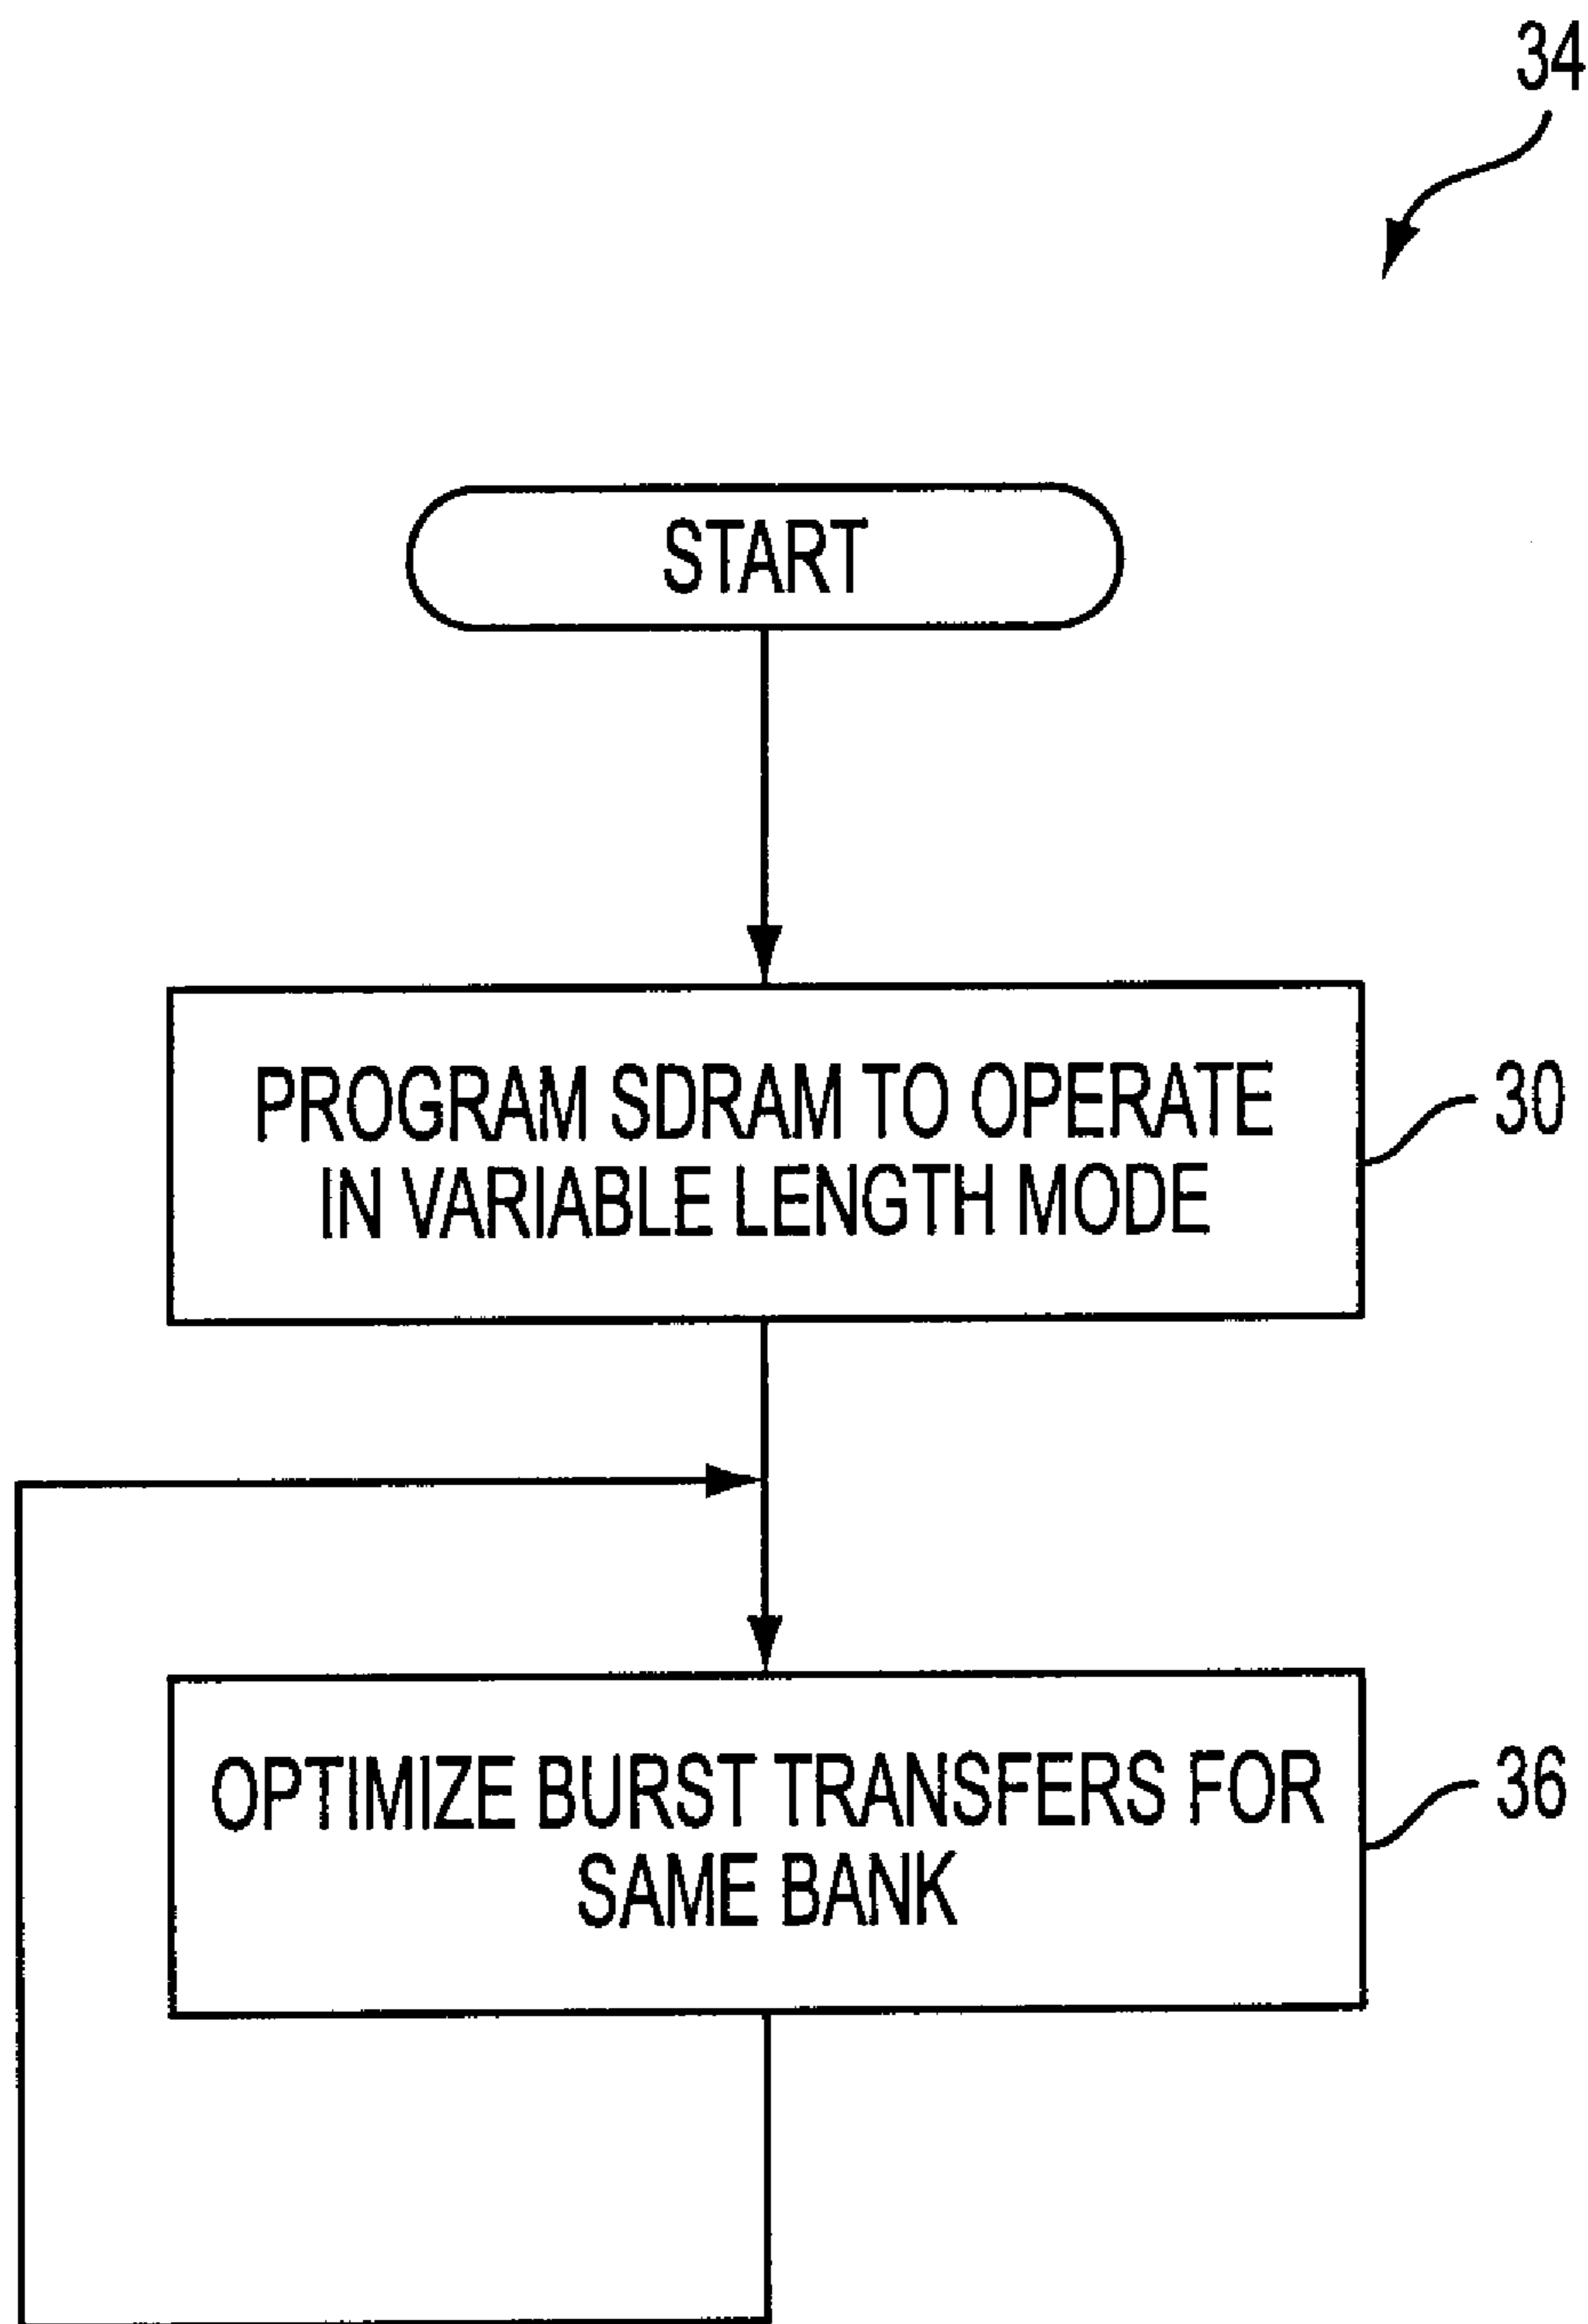 34
START
PROGRAM SDRAM TO OPERATE
IN VARIABLE LENGTH MODE
30
OPTIMIZE BURST TRANSFERS FOR
SAME BANK
36